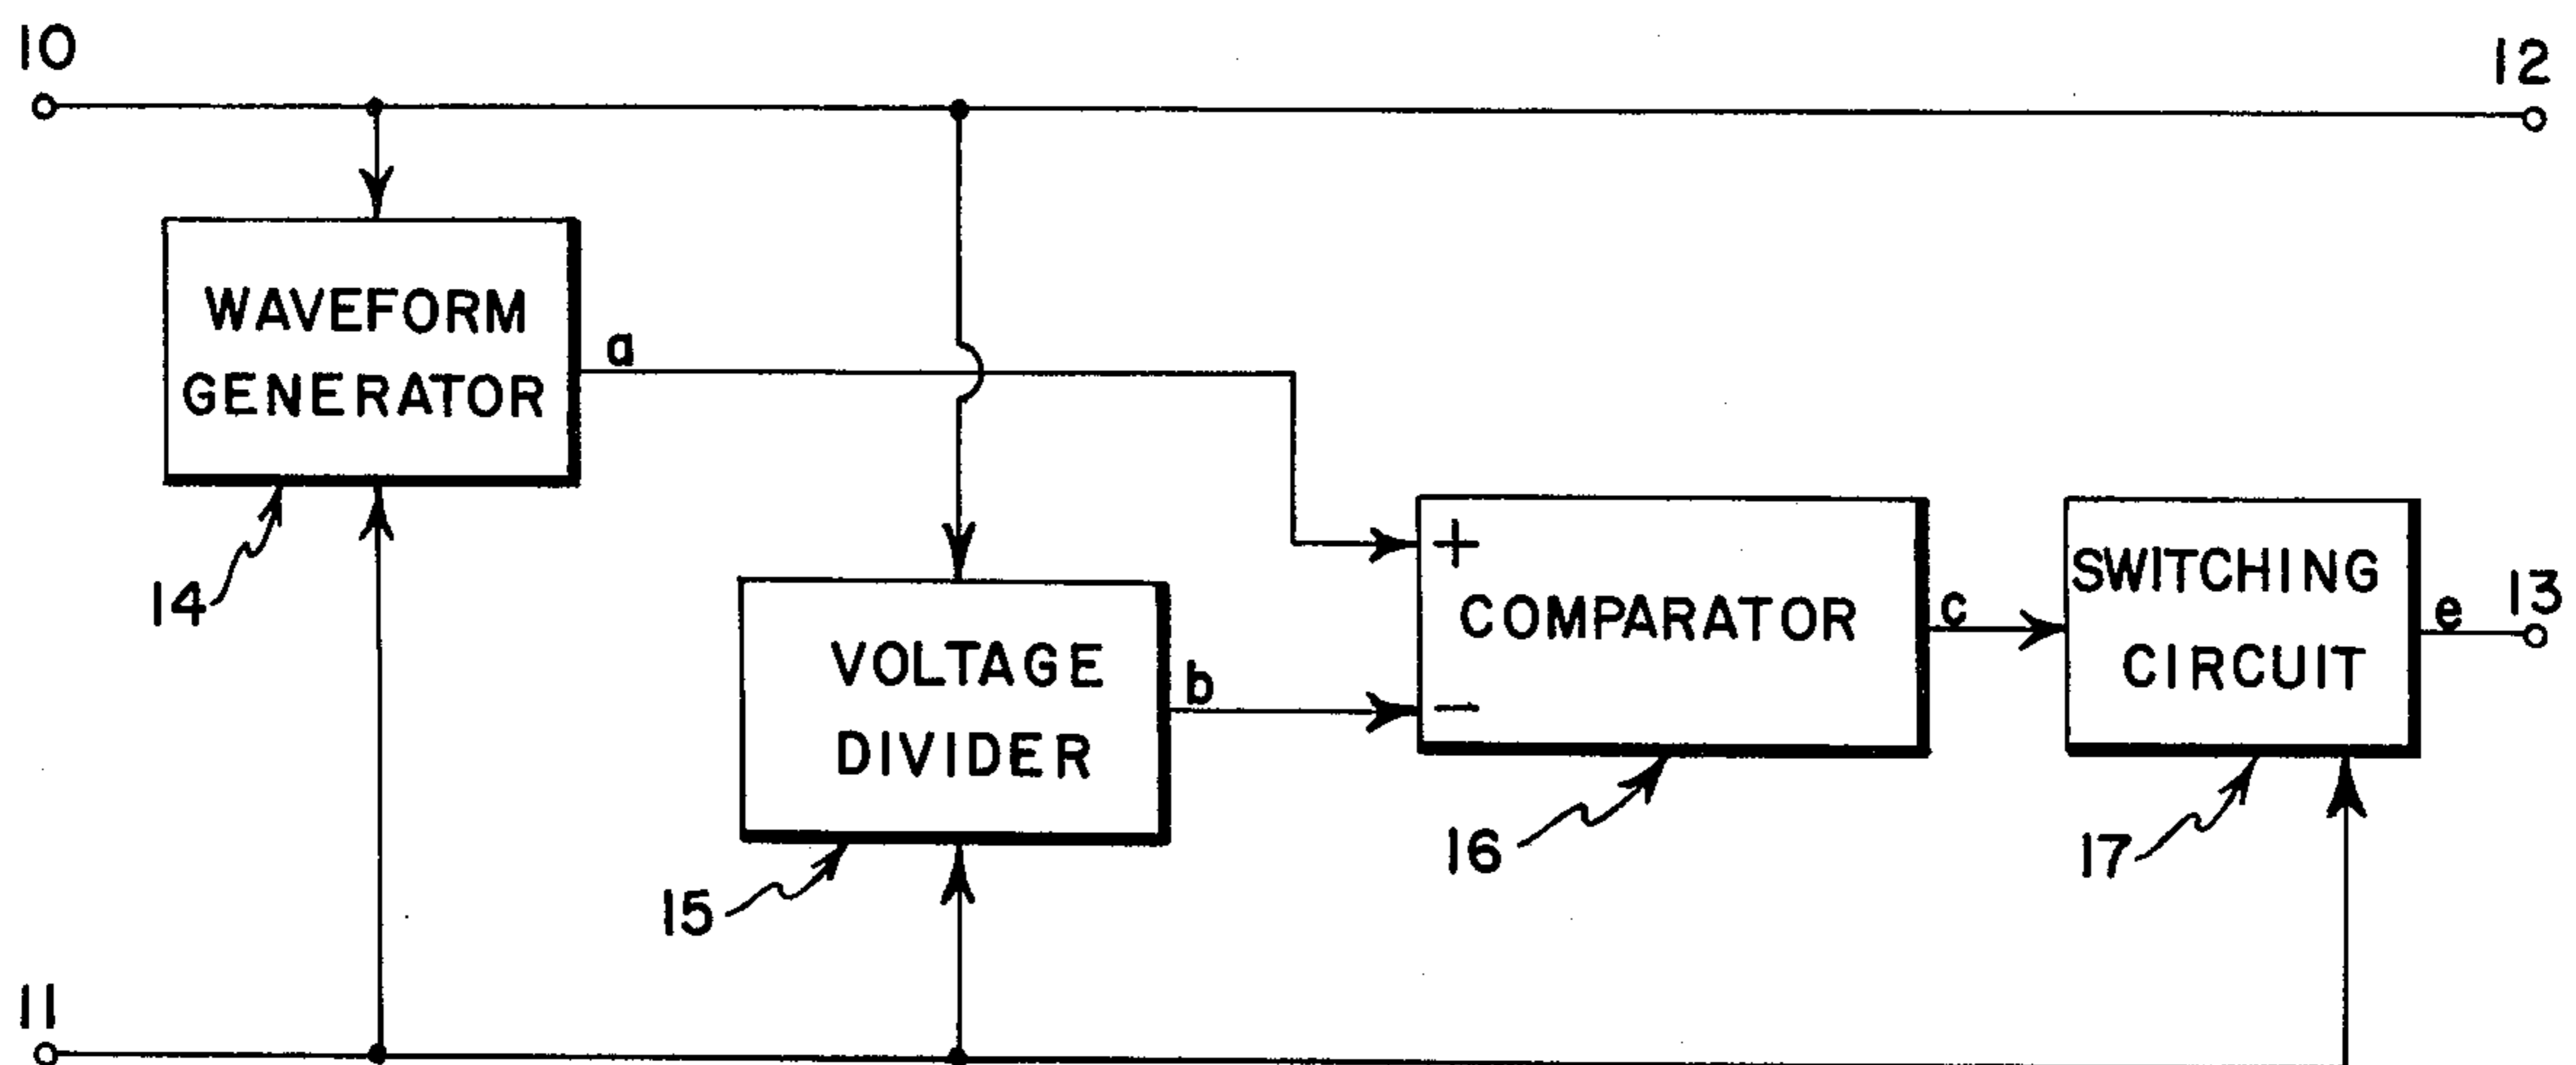 10
12
WAVEFORM
GENERATOR
a
14
+
COMPARATOR
-
c
SWITCHING
CIRCUIT
e
13
VOLTAGE
DIVIDER
b
15
16
17
11